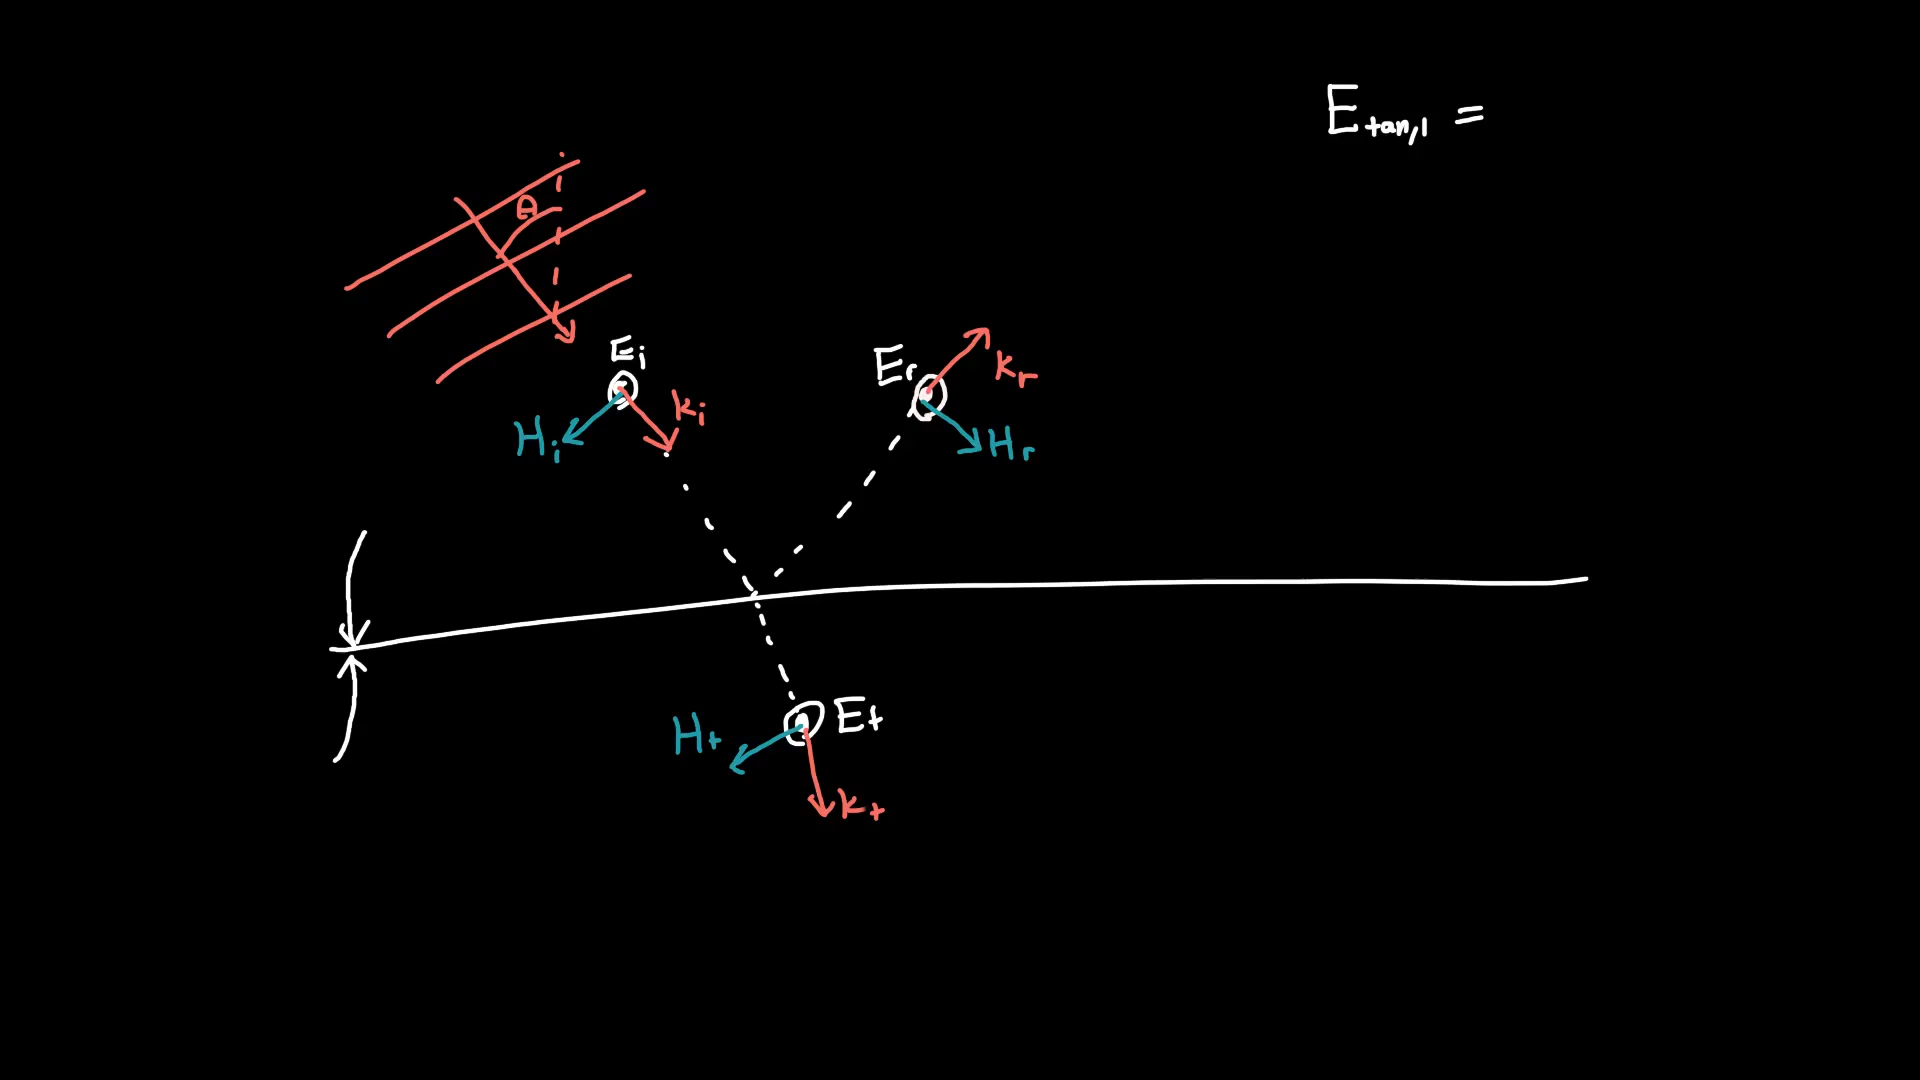 E_tan,1 =
θ
E_i
k_i
H_i
E_r
k_r
H_r
E_t
H_t
k_t